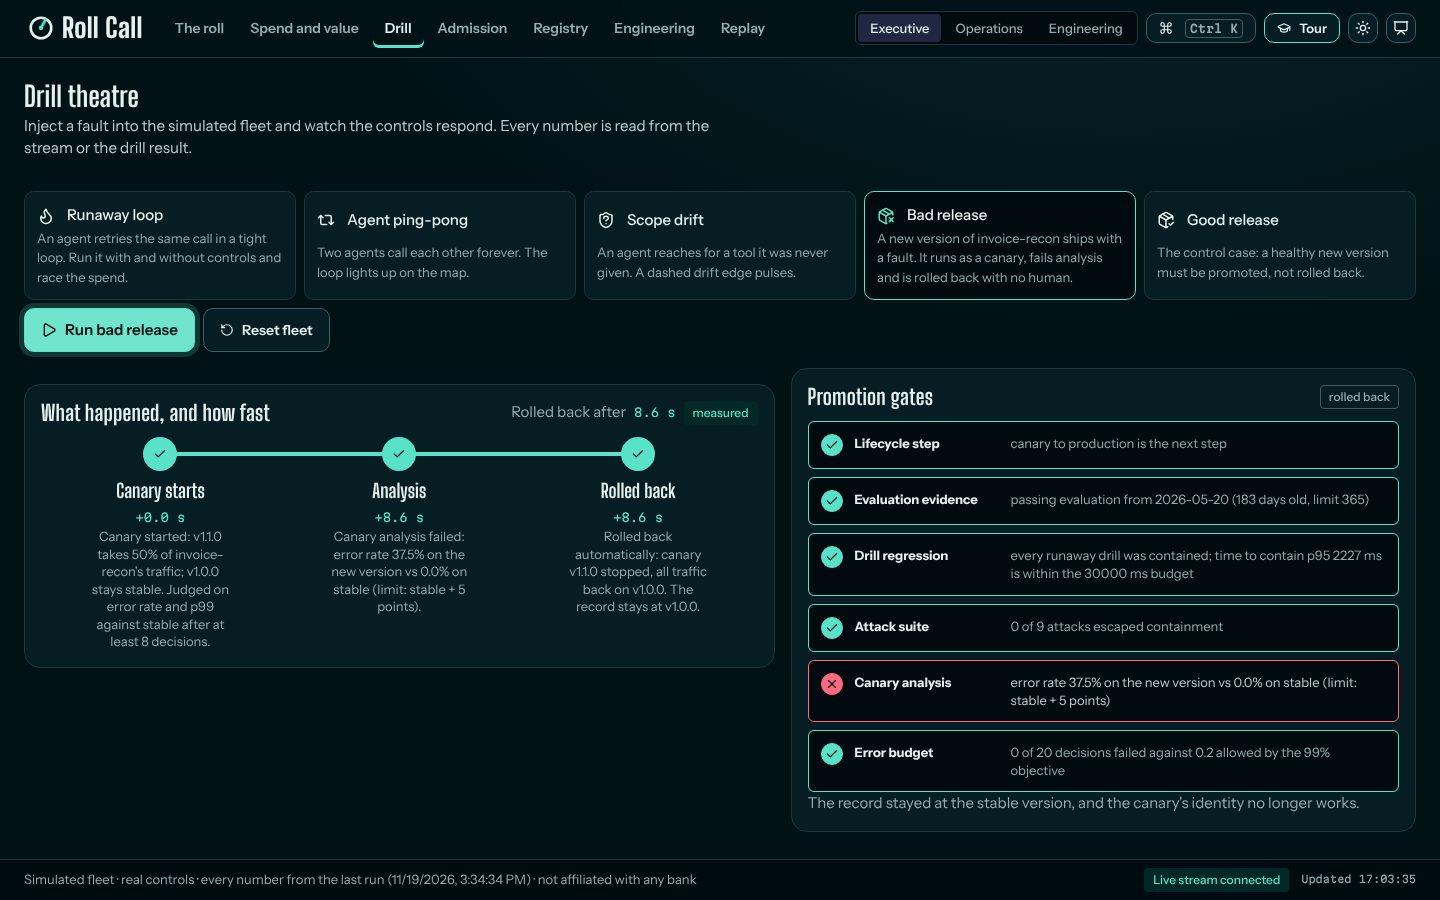 Roll Call
The roll
Spend and value
Drill
Admission
Registry
Engineering
Replay
Executive
Operations
Engineering
⌘ Ctrl K
Tour
Drill theatre
Inject a fault into the simulated fleet and watch the controls respond. Every number is read from the
stream or the drill result.
Runaway loop
An agent retries the same call in a tight
loop. Run it with and without controls and
race the spend.
Agent ping-pong
Two agents call each other forever. The
loop lights up on the map.
Scope drift
An agent reaches for a tool it was never
given. A dashed drift edge pulses.
Bad release
A new version of invoice-recon ships with
a fault. It runs as a canary, fails analysis
and is rolled back with no human.
Good release
The control case: a healthy new version
must be promoted, not rolled back.
Run bad release
Reset fleet
What happened, and how fast
Rolled back after 8.6 s measured
Canary starts
+0.0 s
Canary started: v1.1.0
takes 50% of invoice-
recon's traffic; v1.0.0
stays stable. Judged on
error rate and p99
against stable after at
least 8 decisions.
Analysis
+8.6 s
Canary analysis failed:
error rate 37.5% on the
new version vs 0.0% on
stable (limit: stable + 5
points).
Rolled back
+8.6 s
Rolled back
automatically: canary
v1.1.0 stopped, all traffic
back on v1.0.0. The
record stays at v1.0.0.
Promotion gates
rolled back
Lifecycle step
canary to production is the next step
Evaluation evidence
passing evaluation from 2026-05-20 (183 days old, limit 365)
Drill regression
every runaway drill was contained; time to contain p95 2227 ms
is within the 30000 ms budget
Attack suite
0 of 9 attacks escaped containment
Canary analysis
error rate 37.5% on the new version vs 0.0% on stable (limit:
stable + 5 points)
Error budget
0 of 20 decisions failed against 0.2 allowed by the 99%
objective
The record stayed at the stable version, and the canary's identity no longer works.
Simulated fleet · real controls · every number from the last run (11/19/2026, 3:34:34 PM) · not affiliated with any bank
Live stream connected
Updated 17:03:35